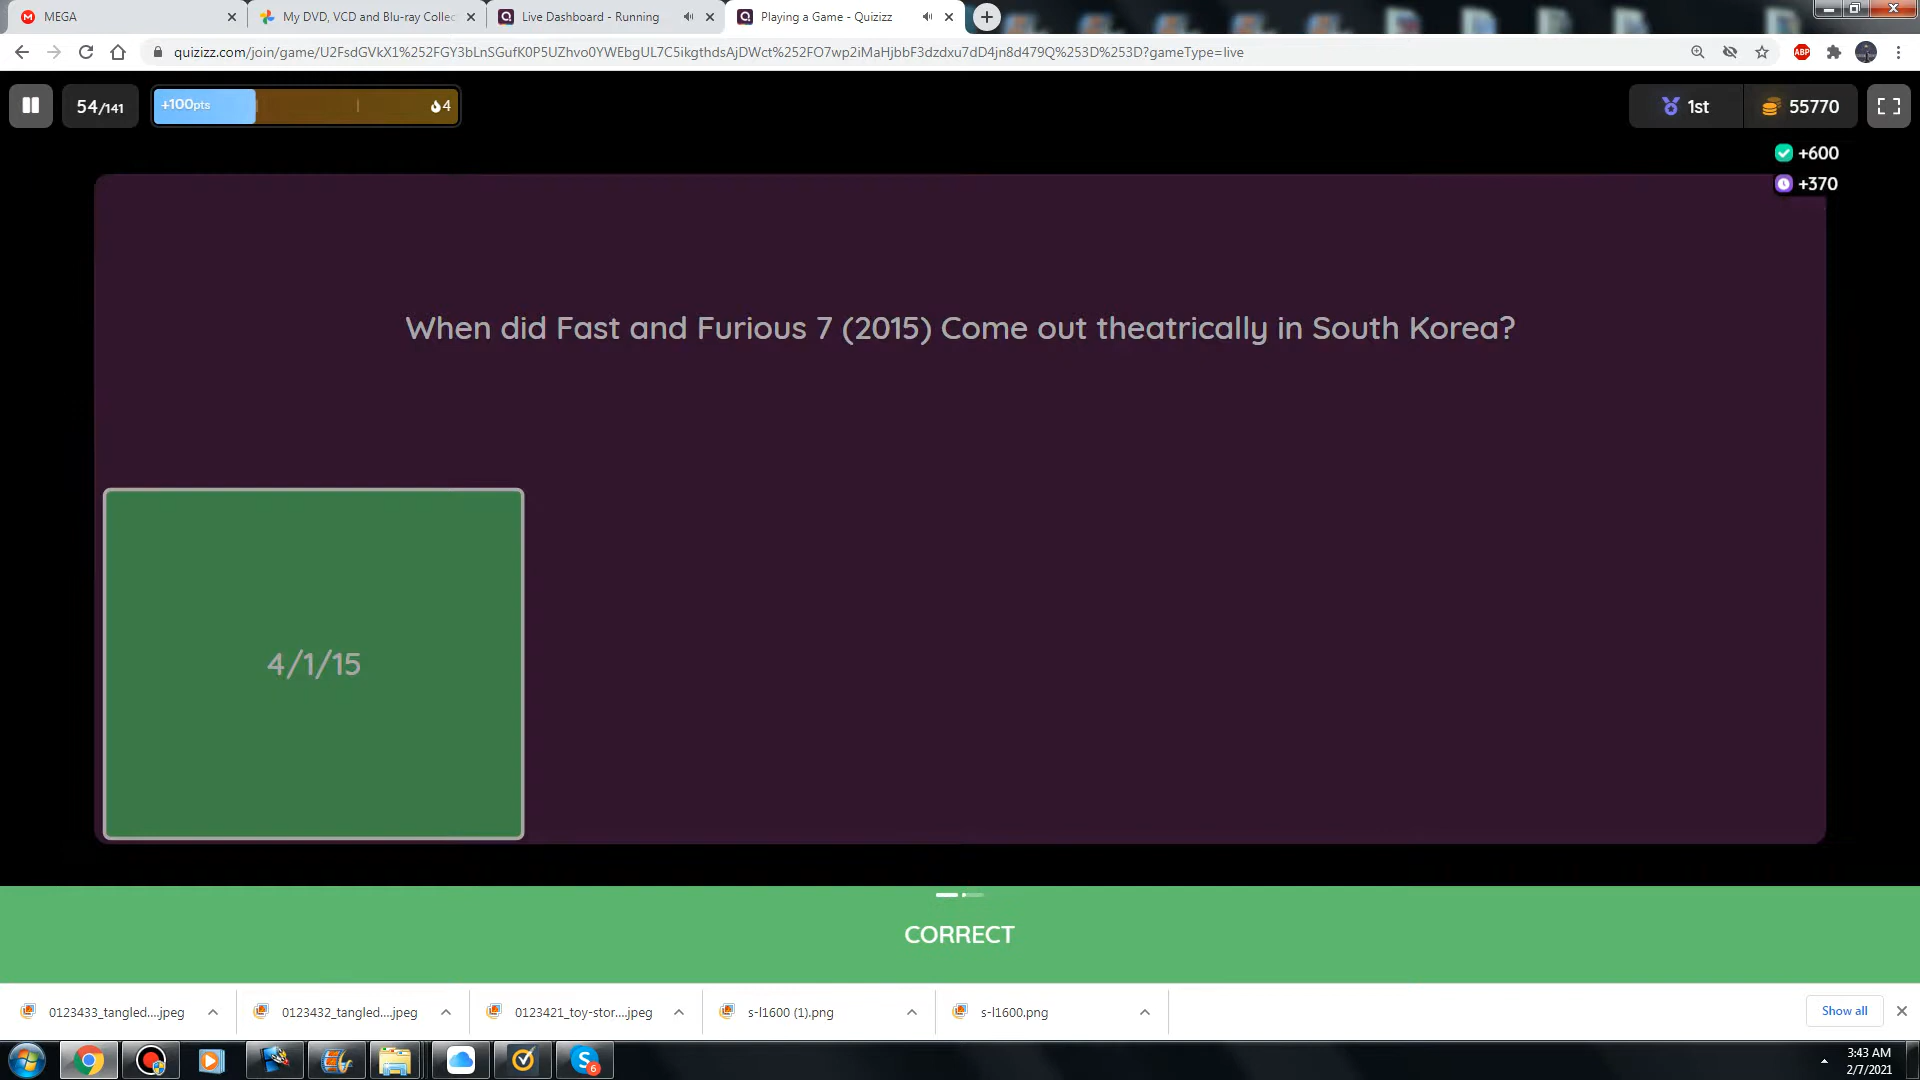 MEGA
My DVD, VCD and Blu-ray Collec
Live Dashboard - Running
Playing a Game - Quizizz
quizizz.com/join/game/U2FsdGVkX1%252FGY3bLnSGufK0P5UZhvo0YWEbgUL7C5ikgthdsAjDWct%252FO7wp2iMaHjbbF3dzdxu7dD4jn8d479Q%253D%253D?gameType=live
ABP
54/141
+100pts
4
1st
55770
+600
+370
When did Fast and Furious 7 (2015) Come out theatrically in South Korea?
4/1/15
CORRECT
0123433_tangled....jpeg
0123432_tangled....jpeg
0123421_toy-stor....jpeg
s-l1600 (1).png
s-l1600.png
Show all
6
3:43 AM
2/7/2021